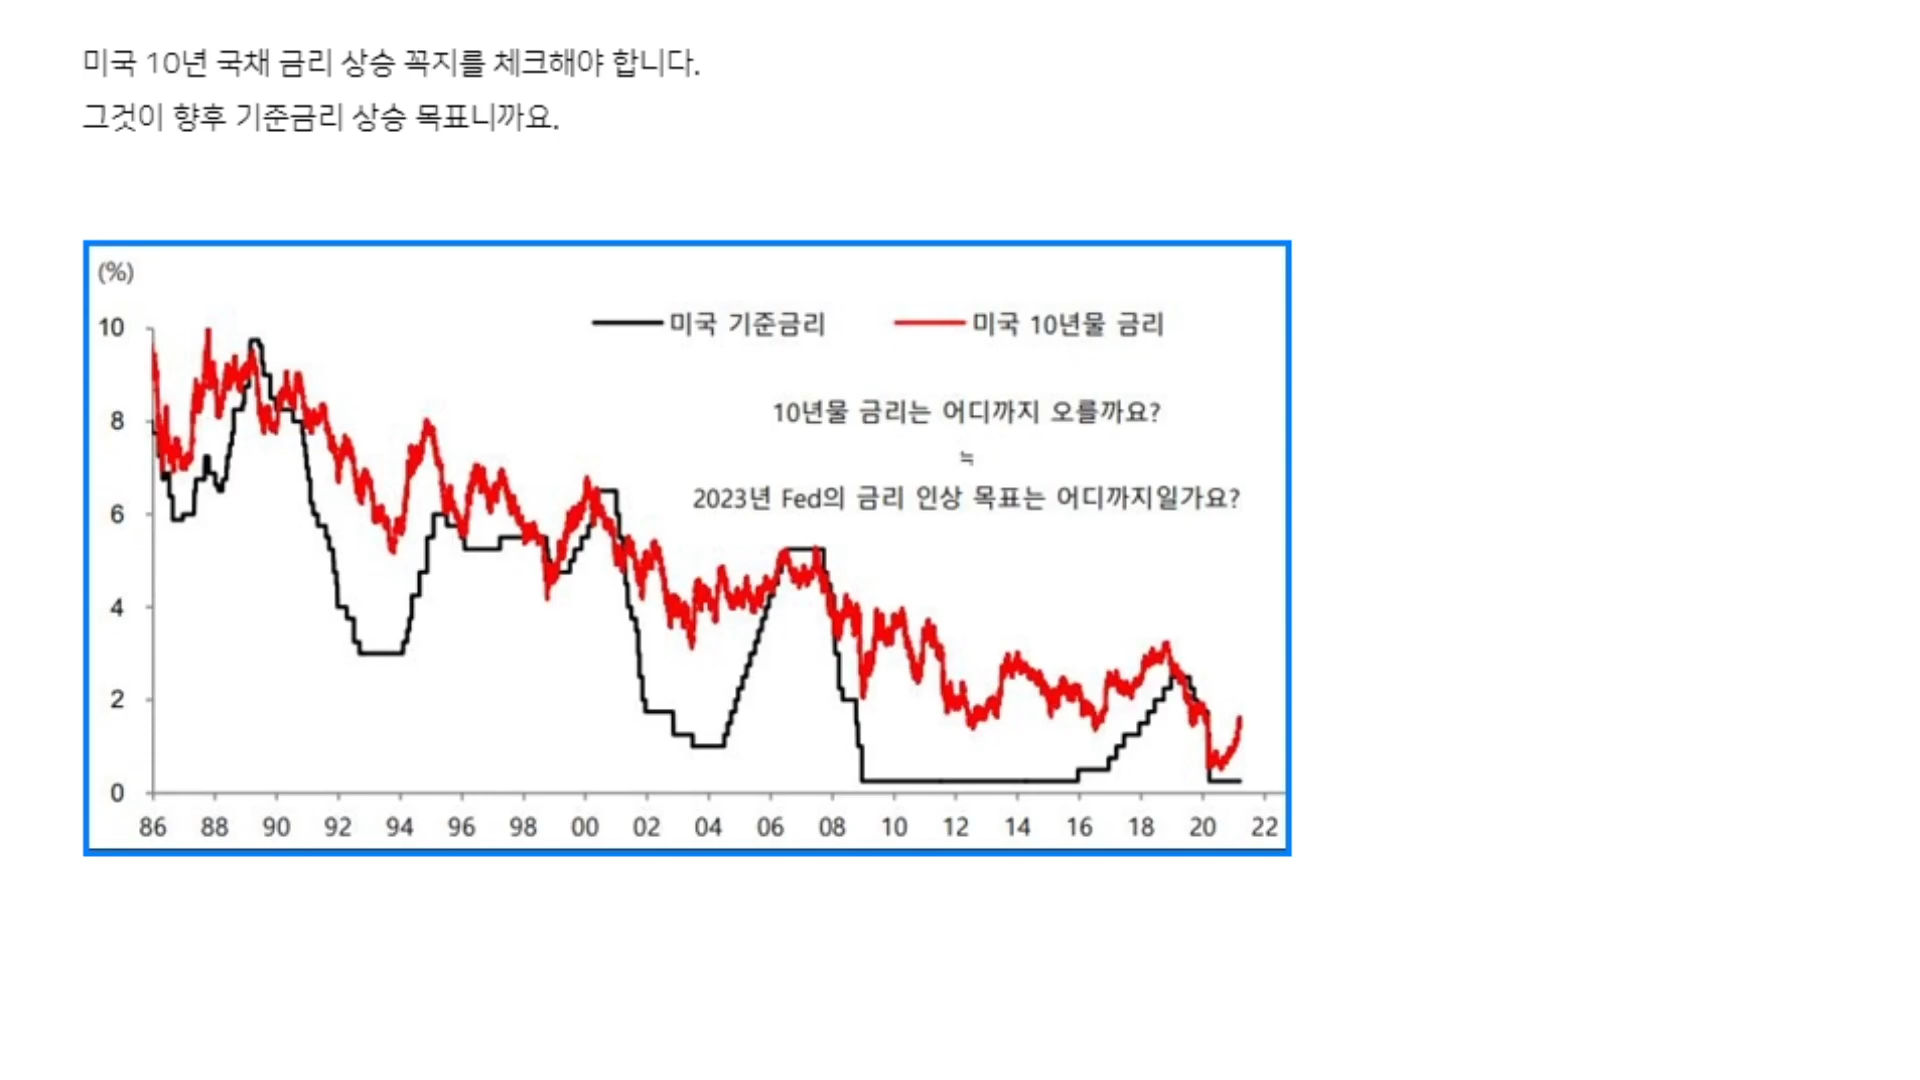 미국 10년 국채 금리 상승 꼭지를 체크해야 합니다.
그것이 향후 기준금리 상승 목표니까요.
(%)
미국 기준금리 미국 10년물 금리
10년물 금리는 어디까지 오를까요?
≒
2023년 Fed의 금리 인상 목표는 어디까지일가요?
10
8
6
4
2
0
86 88 90 92 94 96 98 00 02 04 06 08 10 12 14 16 18 20 22